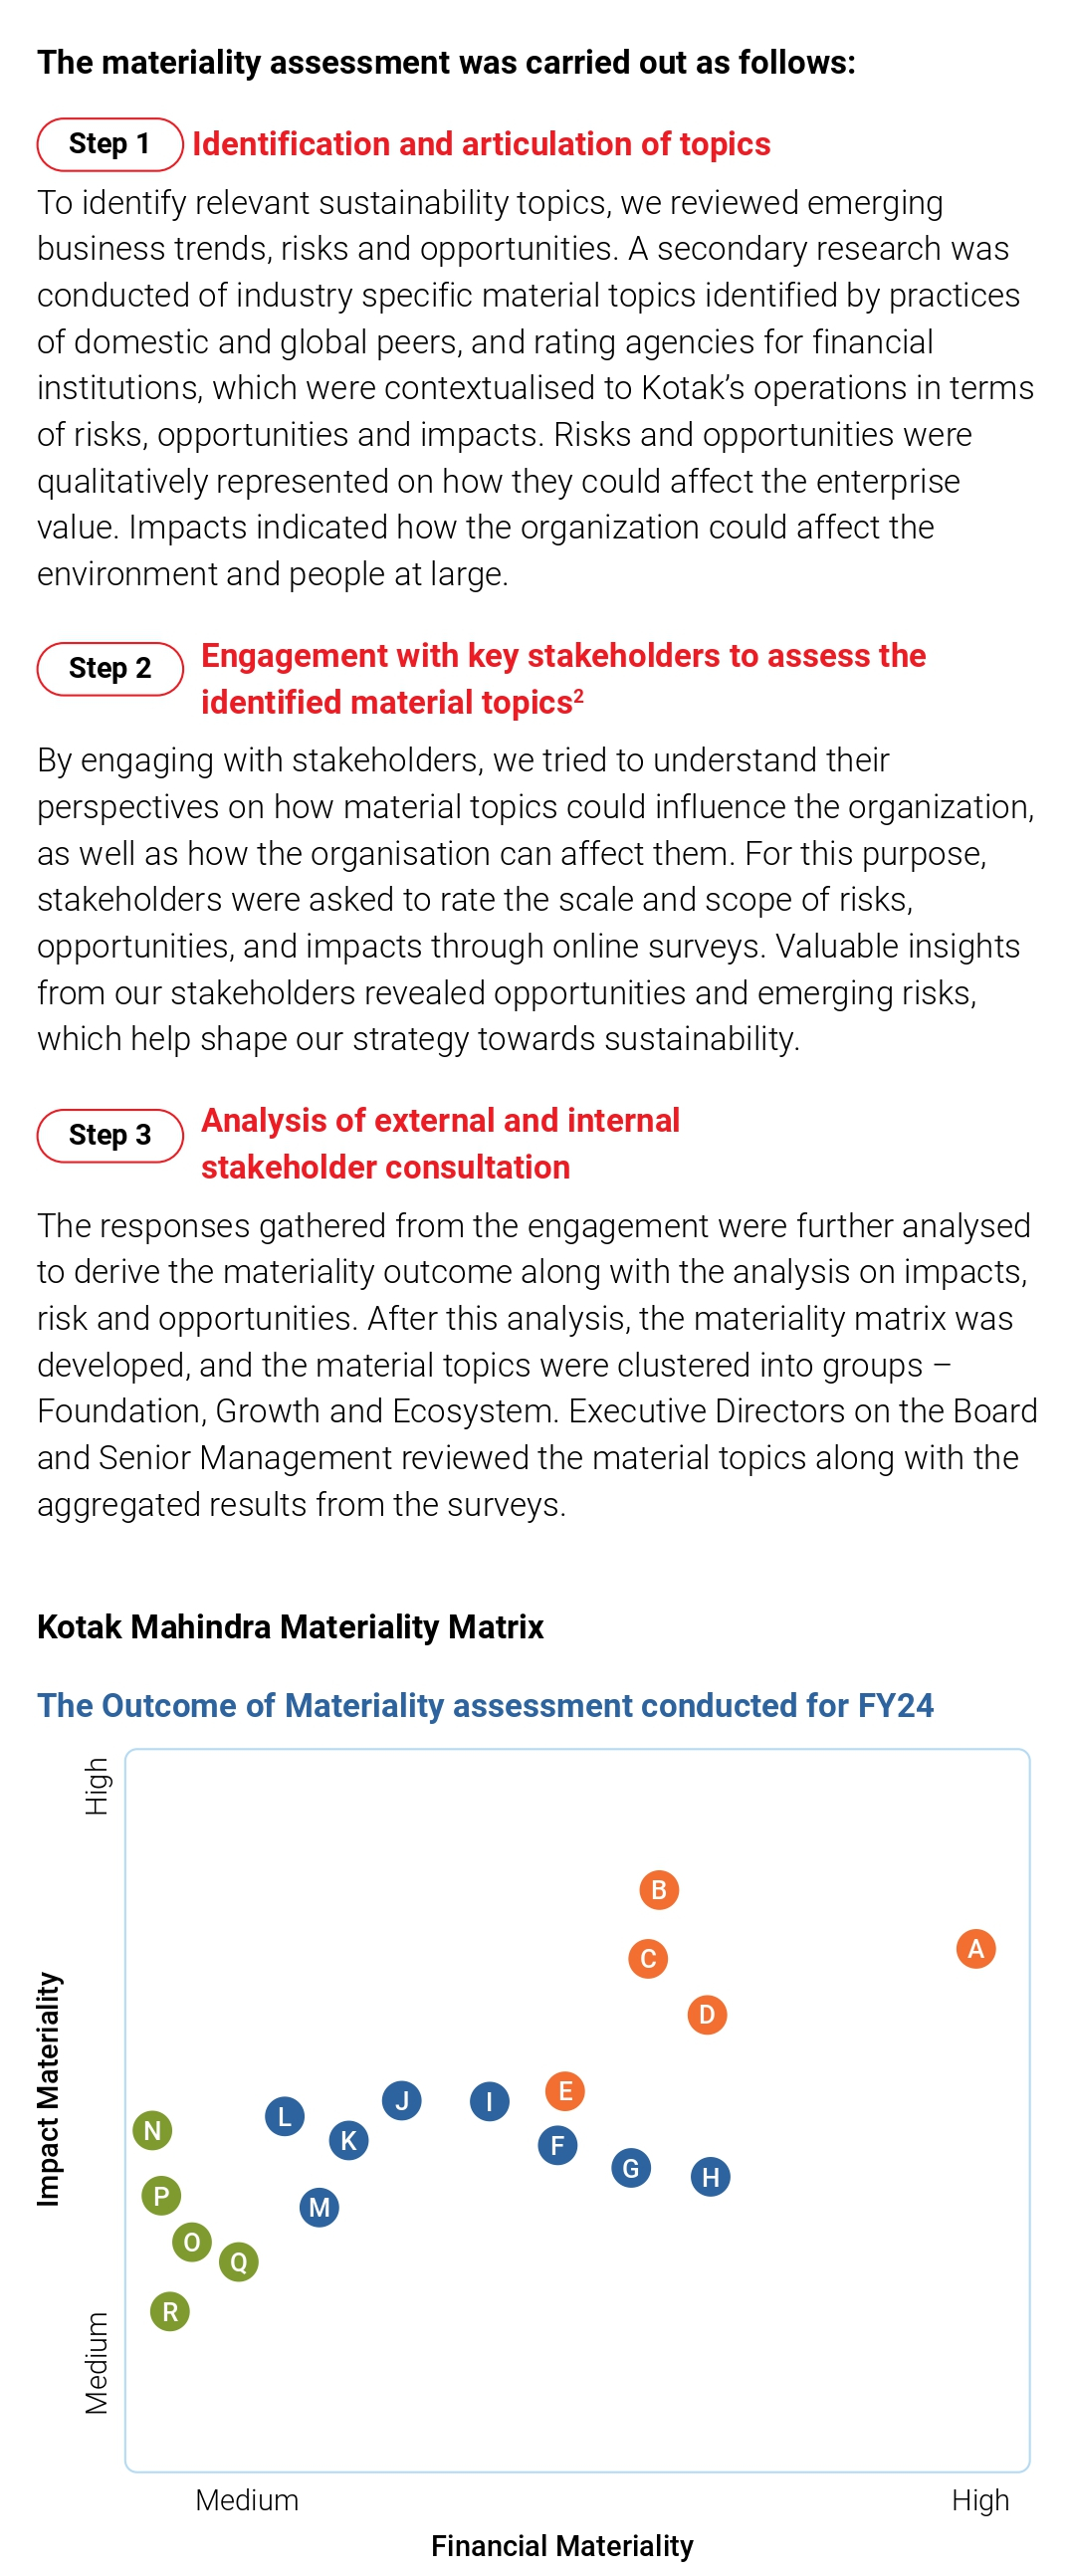 The materiality assessment was carried out as follows:
Step 1 Identification and articulation of topics
To identify relevant sustainability topics, we reviewed emerging
business trends, risks and opportunities. A secondary research was
conducted of industry specific material topics identified by practices
of domestic and global peers, and rating agencies for financial
institutions, which were contextualised to Kotak’s operations in terms
of risks, opportunities and impacts. Risks and opportunities were
qualitatively represented on how they could affect the enterprise
value. Impacts indicated how the organization could affect the
environment and people at large.
Step 2 Engagement with key stakeholders to assess the
identified material topics²
By engaging with stakeholders, we tried to understand their
perspectives on how material topics could influence the organization,
as well as how the organisation can affect them. For this purpose,
stakeholders were asked to rate the scale and scope of risks,
opportunities, and impacts through online surveys. Valuable insights
from our stakeholders revealed opportunities and emerging risks,
which help shape our strategy towards sustainability.
Step 3 Analysis of external and internal
stakeholder consultation
The responses gathered from the engagement were further analysed
to derive the materiality outcome along with the analysis on impacts,
risk and opportunities. After this analysis, the materiality matrix was
developed, and the material topics were clustered into groups –
Foundation, Growth and Ecosystem. Executive Directors on the Board
and Senior Management reviewed the material topics along with the
aggregated results from the surveys.
Kotak Mahindra Materiality Matrix
The Outcome of Materiality assessment conducted for FY24
High
B
A
C
D
Impact Materiality
E
J
I
L
N
K
F
G
H
P
M
O
Q
R
Medium
Medium
High
Financial Materiality